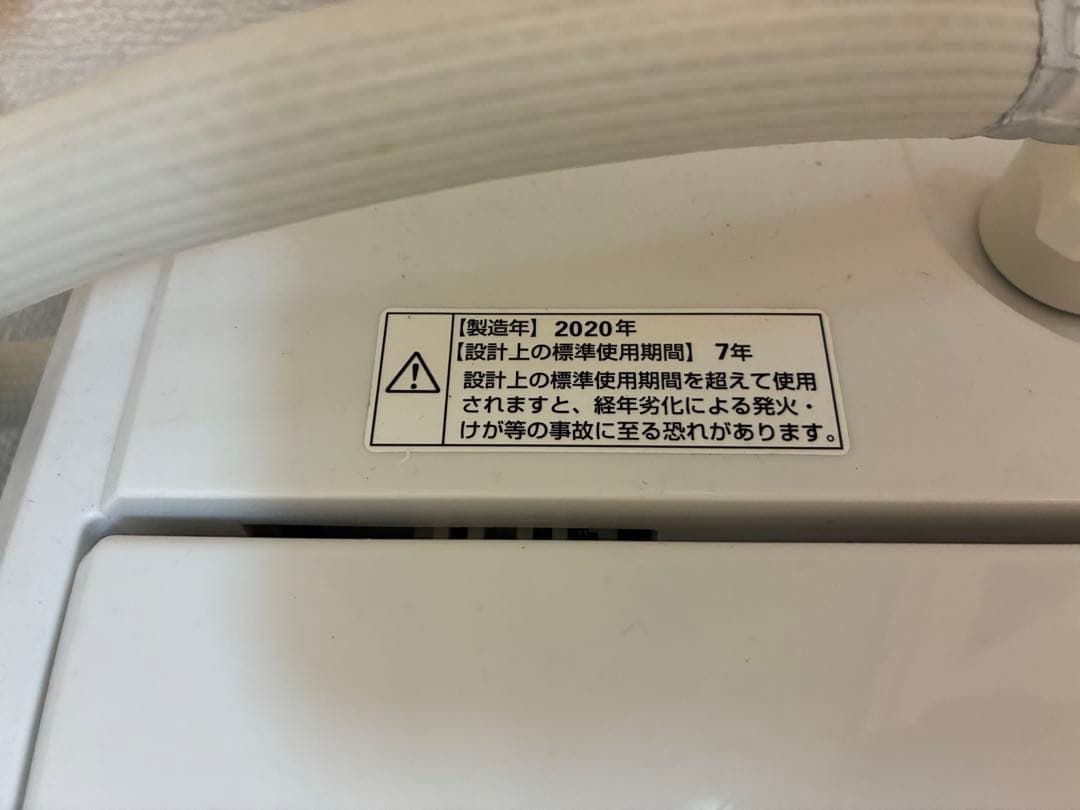 【製造年】 2020年
【設計上の標準使用期間】 7年
設計上の標準使用期間を超えて使用
されますと、経年劣化による発火・
けが等の事故に至る恐れがあります。